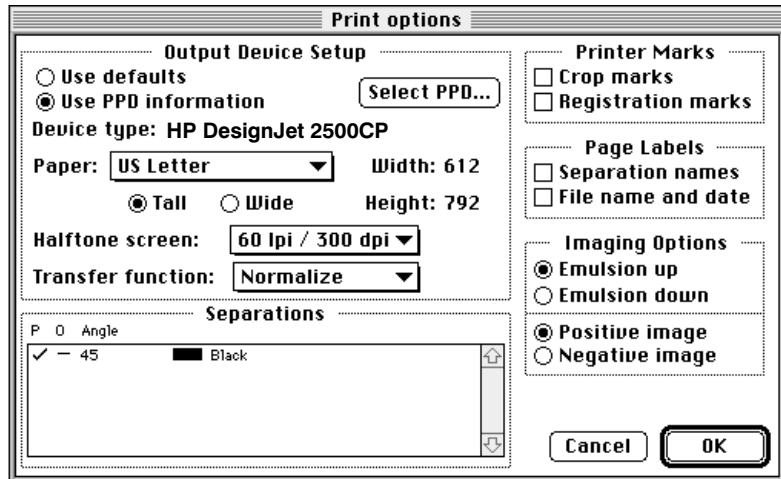 Print options
Output Device Setup
Use defaults
Use PPD information
Select PPD...
Device type: HP DesignJet 2500CP
Paper: US Letter Width: 612
Tall Wide Height: 792
Halftone screen: 60 lpi / 300 dpi
Transfer function: Normalize
Separations
P O Angle
45 Black
Printer Marks
Crop marks
Registration marks
Page Labels
Separation names
File name and date
Imaging Options
Emulsion up
Emulsion down
Positive image
Negative image
Cancel OK